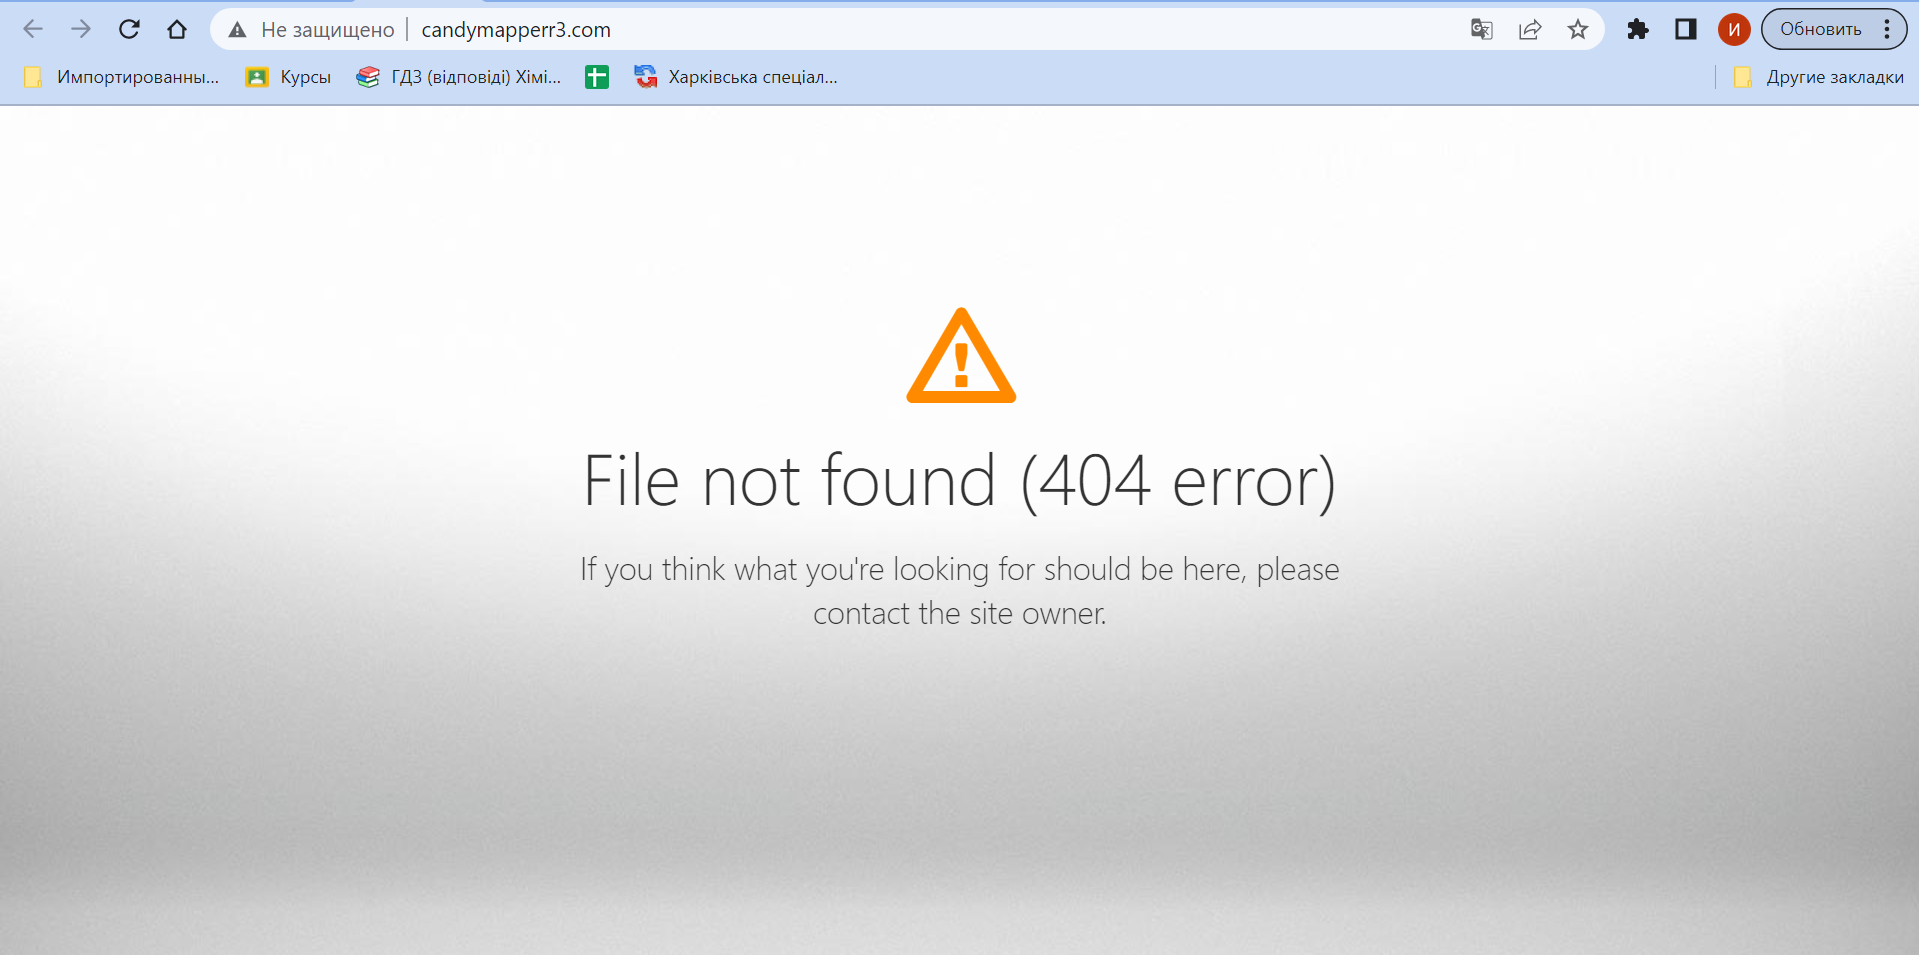 Не защищено candymapperr3.com
И
Обновить
Импортированны...
Курсы
ГДЗ (відповіді) Хімі...
Харківська спеціал...
Другие закладки
File not found (404 error)
If you think what you're looking for should be here, please
contact the site owner.